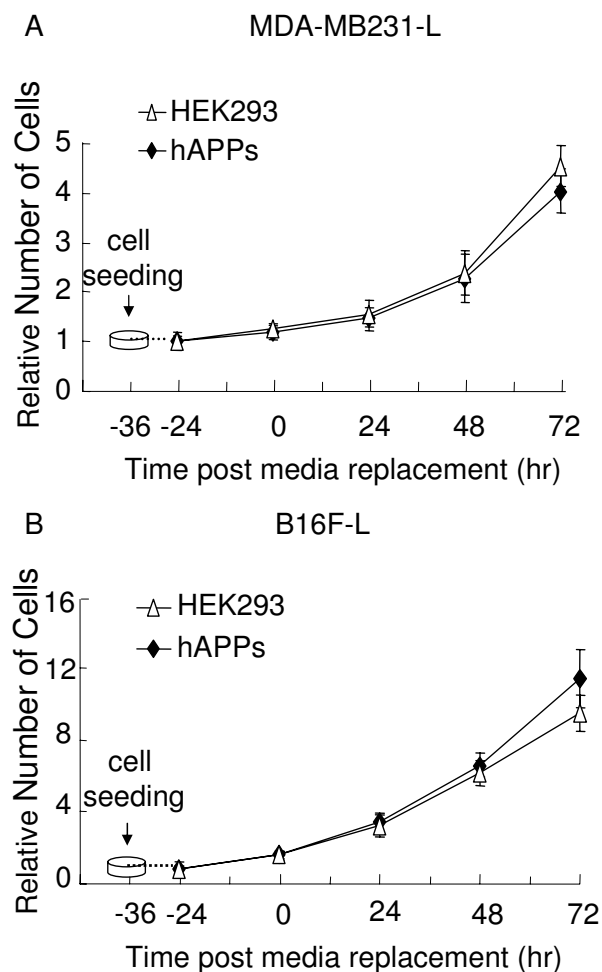 A
MDA-MB231-L
HEK293
hAPPs
Relative Number of Cells
5
4
3
2
1
0
cell
seeding
-36 -24 0 24 48 72
Time post media replacement (hr)
B
B16F-L
HEK293
hAPPs
Relative Number of Cells
16
12
8
4
0
cell
seeding
-36 -24 0 24 48 72
Time post media replacement (hr)